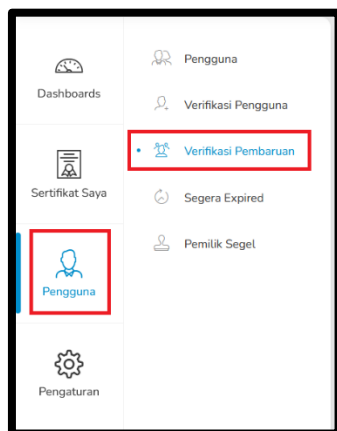 Dashboards
Sertifikat Saya
Pengguna
Pengaturan
Pengguna
Verifikasi Pengguna
Verifikasi Pembaruan
Segera Expired
Pemilik Segel